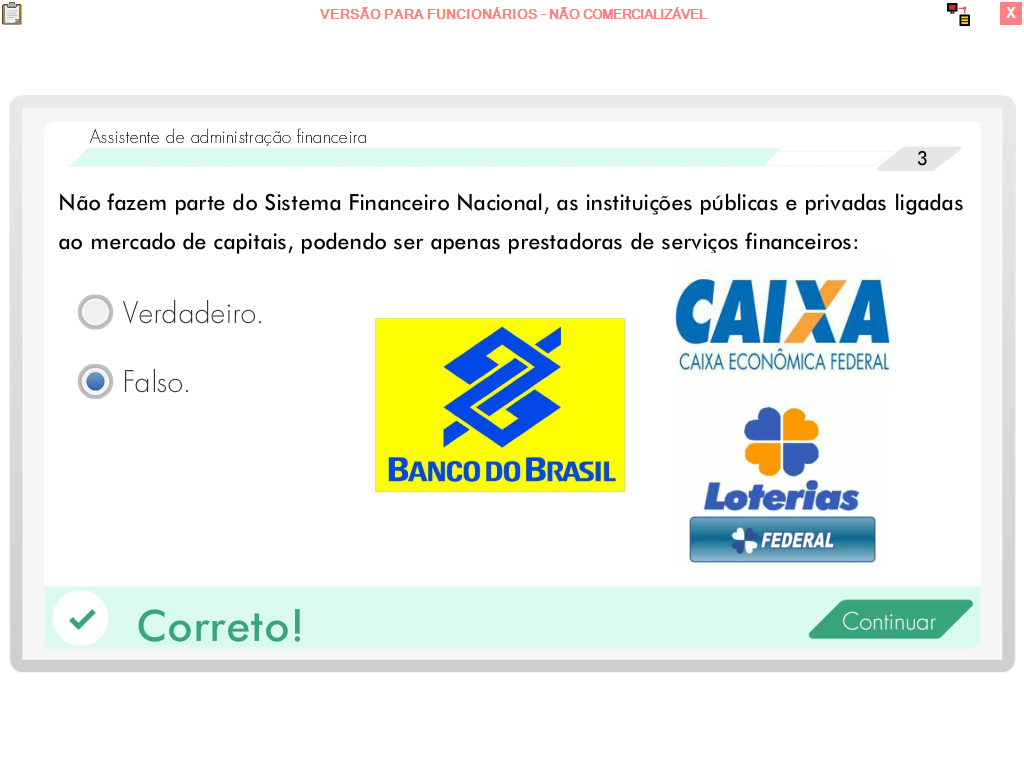 VERSÃO PARA FUNCIONÁRIOS - NÃO COMERCIALIZÁVEL
X
Assistente de administração financeira
3
Não fazem parte do Sistema Financeiro Nacional, as instituições públicas e privadas ligadas
ao mercado de capitais, podendo ser apenas prestadoras de serviços financeiros:
Verdadeiro.
Falso.
BANCO DO BRASIL
CAIXA
CAIXA ECONÔMICA FEDERAL
Loterias
FEDERAL
Correto!
Continuar